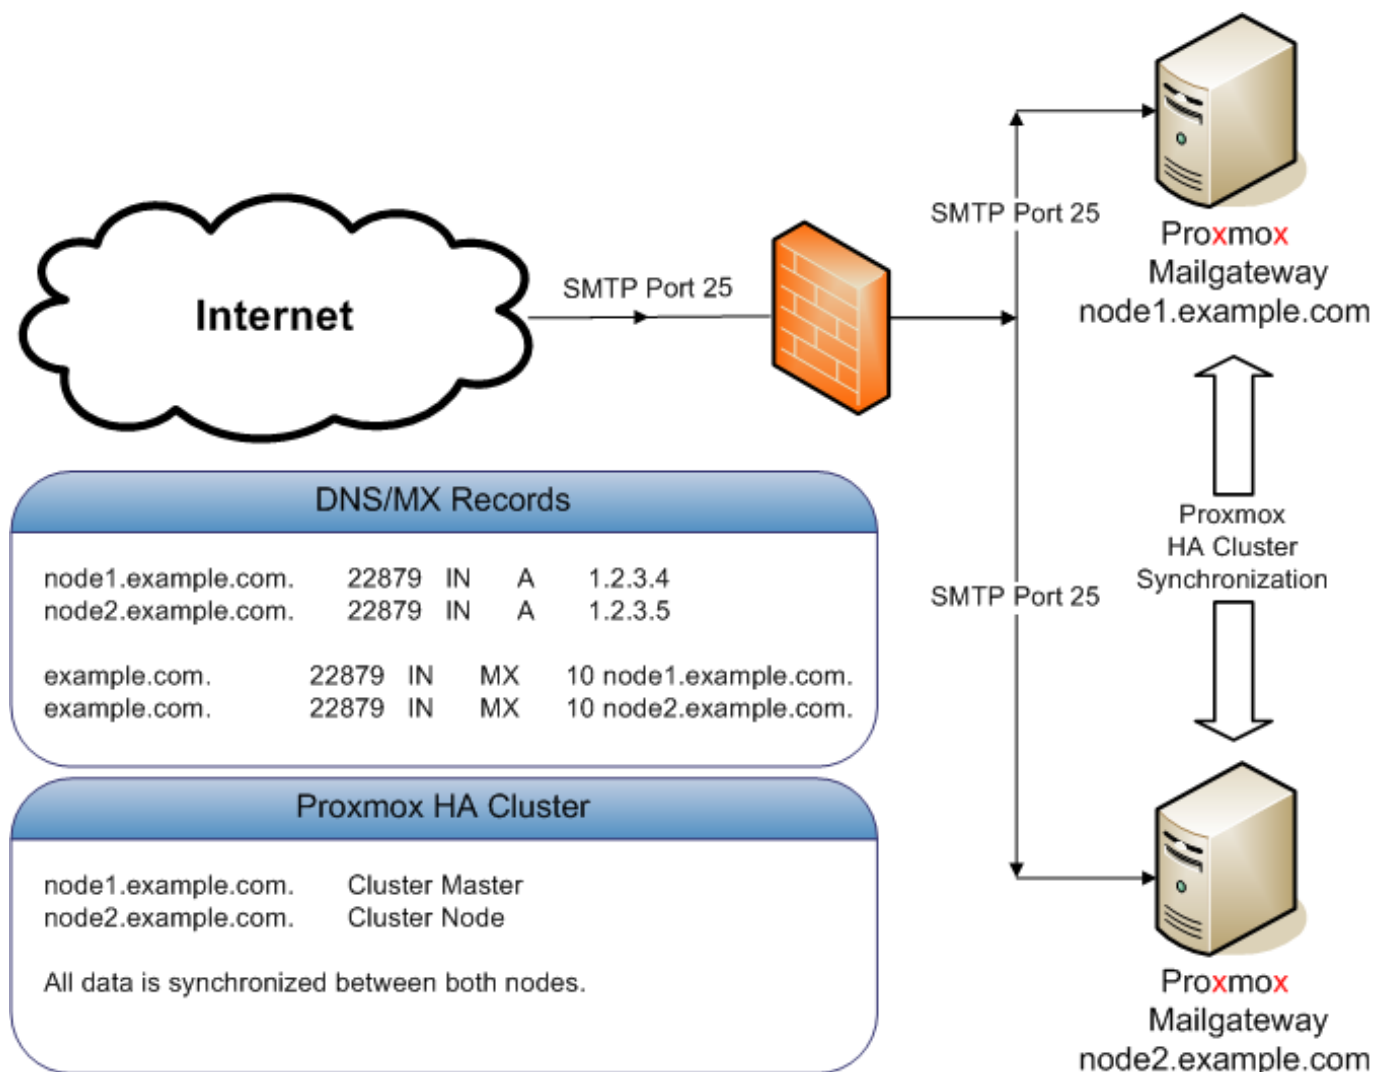 Internet
SMTP Port 25
SMTP Port 25
SMTP Port 25
Proxmox
Mailgateway
node1.example.com
Proxmox
HA Cluster
Synchronization
Proxmox
Mailgateway
node2.example.com
DNS/MX Records
node1.example.com. 22879 IN A 1.2.3.4
node2.example.com. 22879 IN A 1.2.3.5
example.com. 22879 IN MX 10 node1.example.com.
example.com. 22879 IN MX 10 node2.example.com.
Proxmox HA Cluster
node1.example.com. Cluster Master
node2.example.com. Cluster Node
All data is synchronized between both nodes.